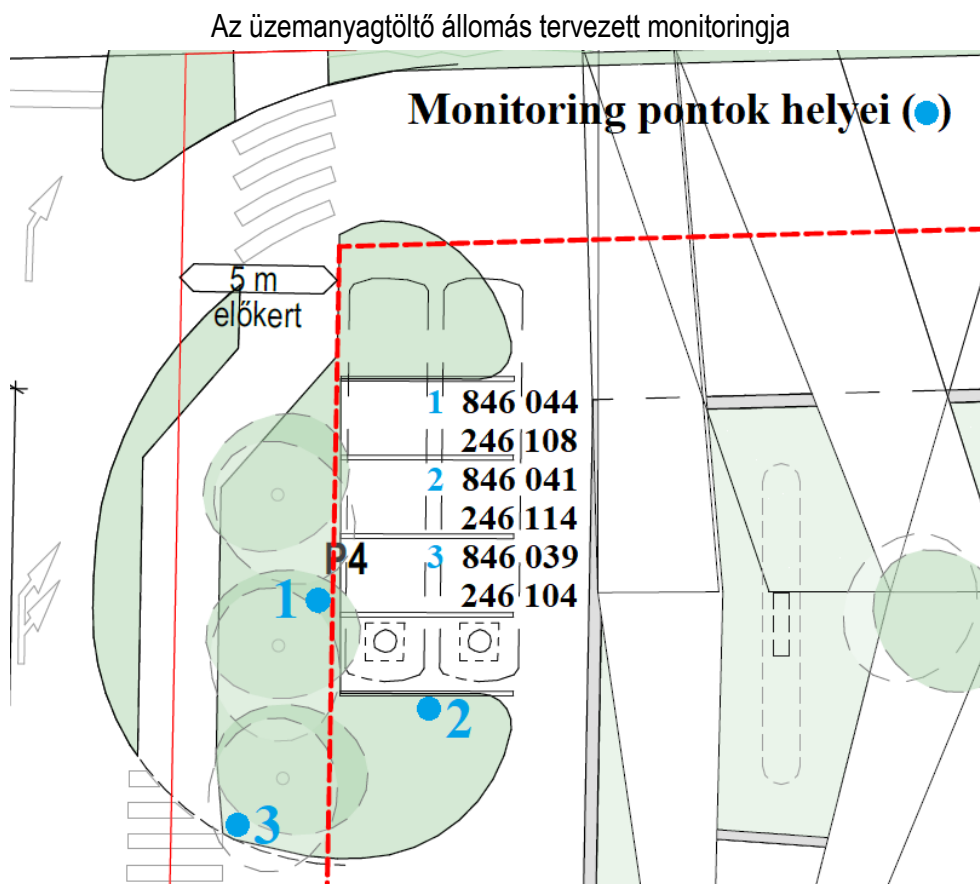 Az üzemanyagtöltő állomás tervezett monitoringja
Monitoring pontok helyei ( )
5 m
előkert
1 846 044
246 108
2 846 041
246 114
3 846 039
246 104
P4
1
2
3